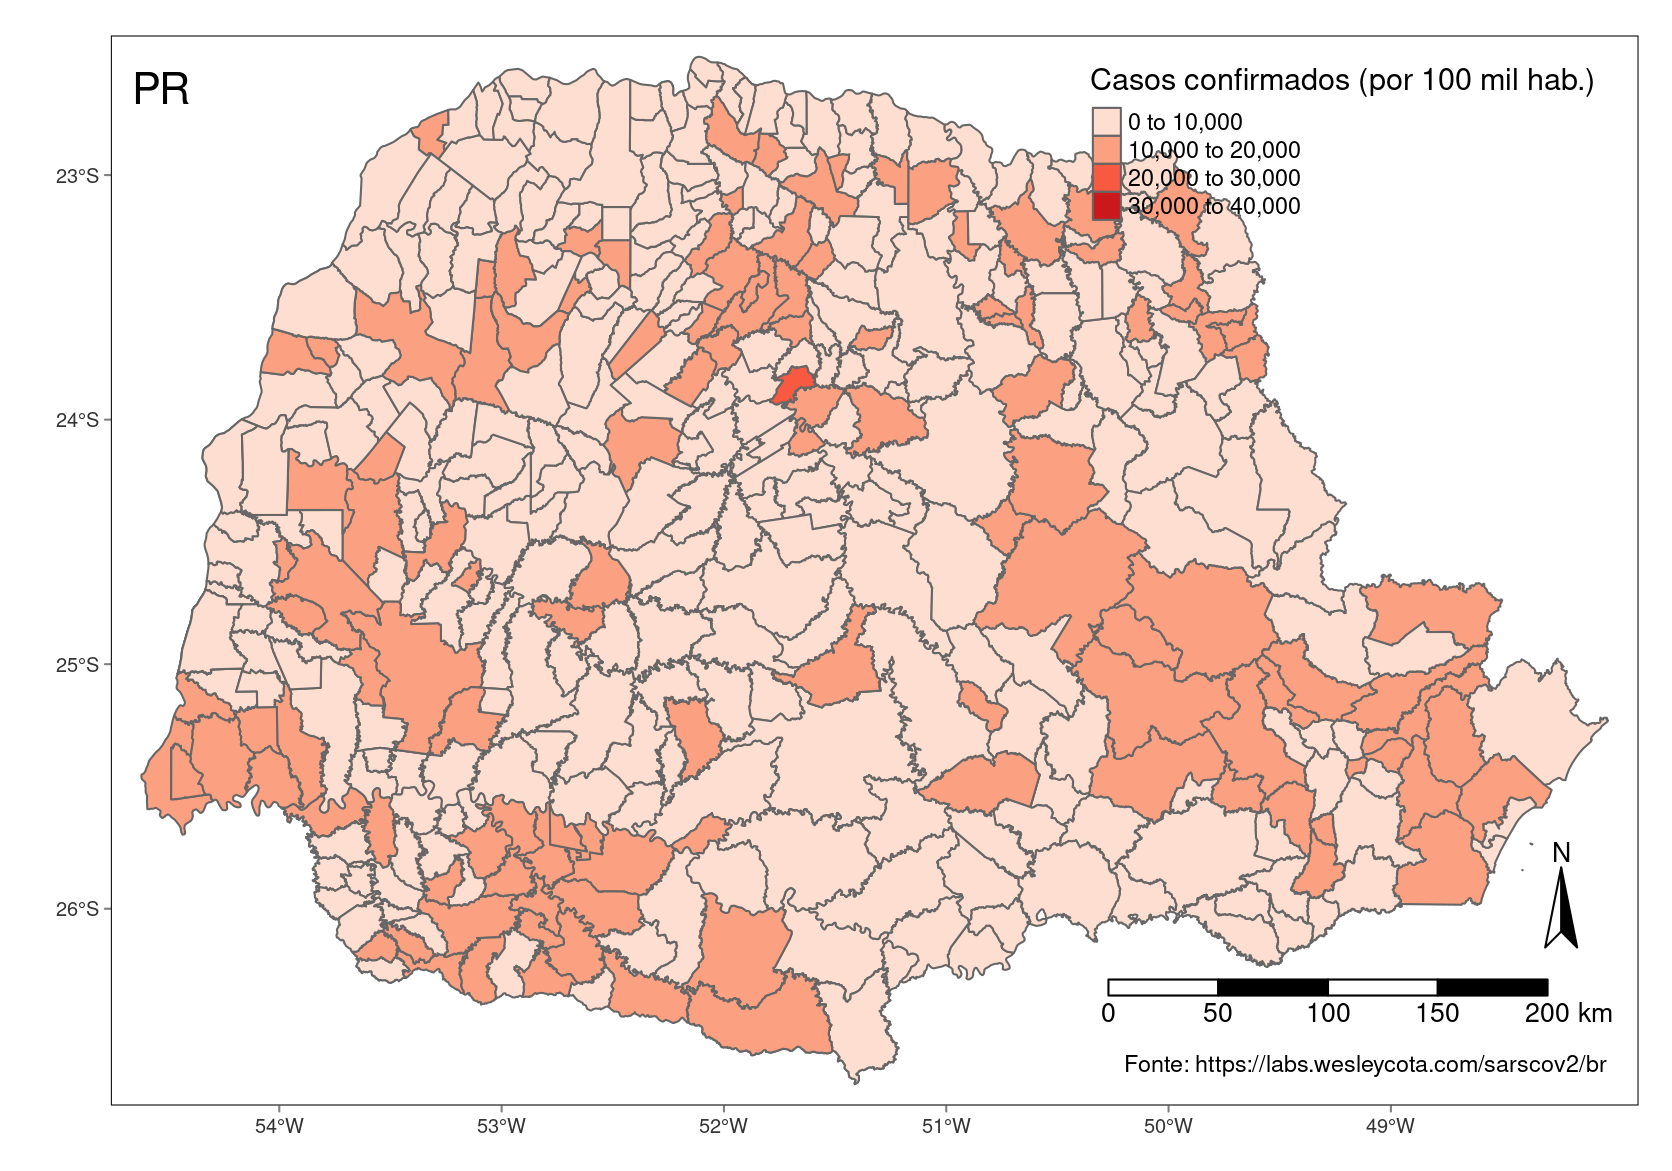 PR
Casos confirmados (por 100 mil hab.)
0 to 10,000
10,000 to 20,000
20,000 to 30,000
30,000 to 40,000
23°S
24°S
25°S
26°S
N
0 50 100 150 200 km
Fonte: https://labs.wesleycota.com/sarscov2/br
54°W 53°W 52°W 51°W 50°W 49°W